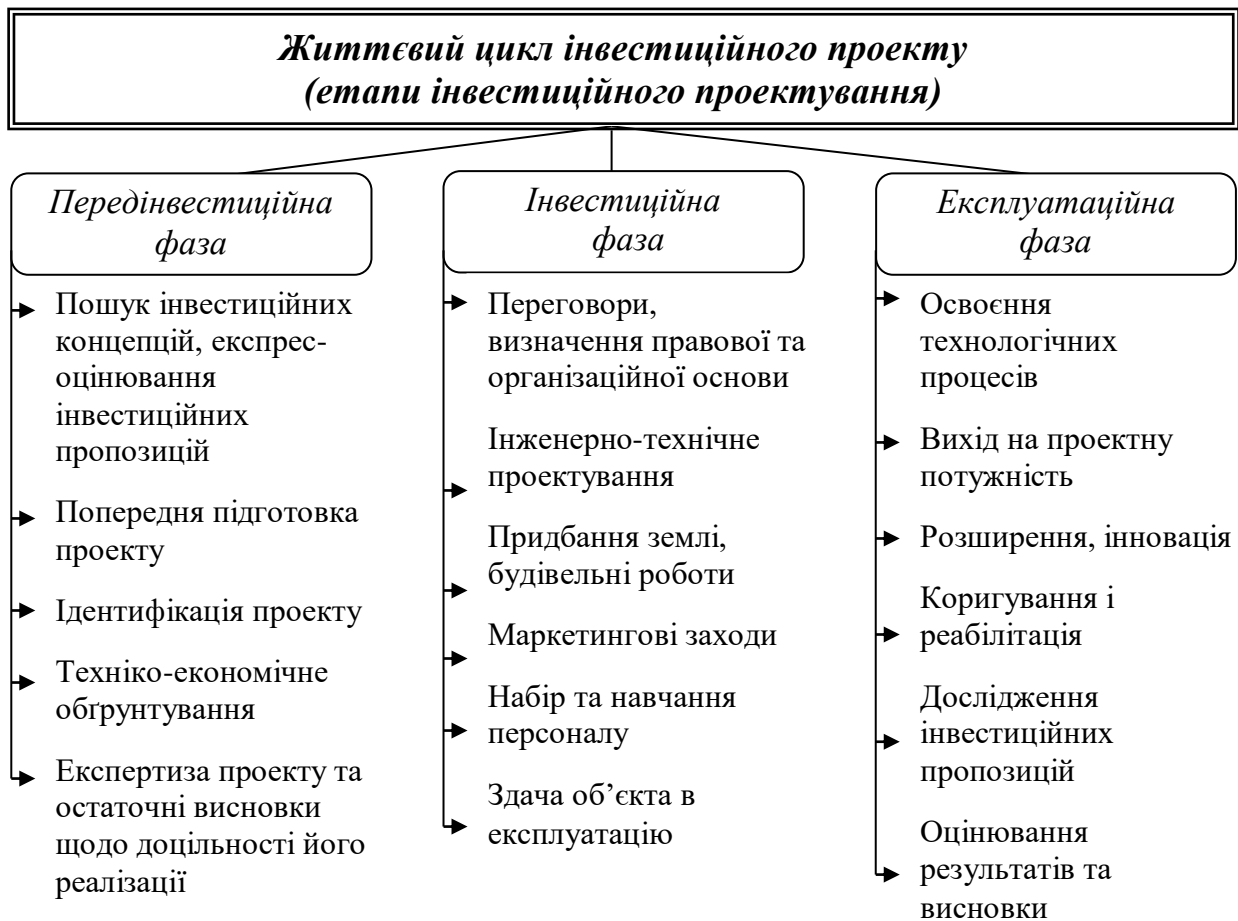 Життєвий цикл інвестиційного проекту
(етапи інвестиційного проектування)
Передінвестиційна
фаза
Пошук інвестиційних
концепцій, експрес-
оцінювання
інвестиційних
пропозицій
Попередня підготовка
проекту
Ідентифікація проекту
Техніко-економічне
обґрунтування
Експертиза проекту та
остаточні висновки
щодо доцільності його
реалізації
Інвестиційна
фаза
Переговори,
визначення правової та
організаційної основи
Інженерно-технічне
проектування
Придбання землі,
будівельні роботи
Маркетингові заходи
Набір та навчання
персоналу
Здача об’єкта в
експлуатацію
Експлуатаційна
фаза
Освоєння
технологічних
процесів
Вихід на проектну
потужність
Розширення, інновація
Коригування і
реабілітація
Дослідження
інвестиційних
пропозицій
Оцінювання
результатів та
висновки